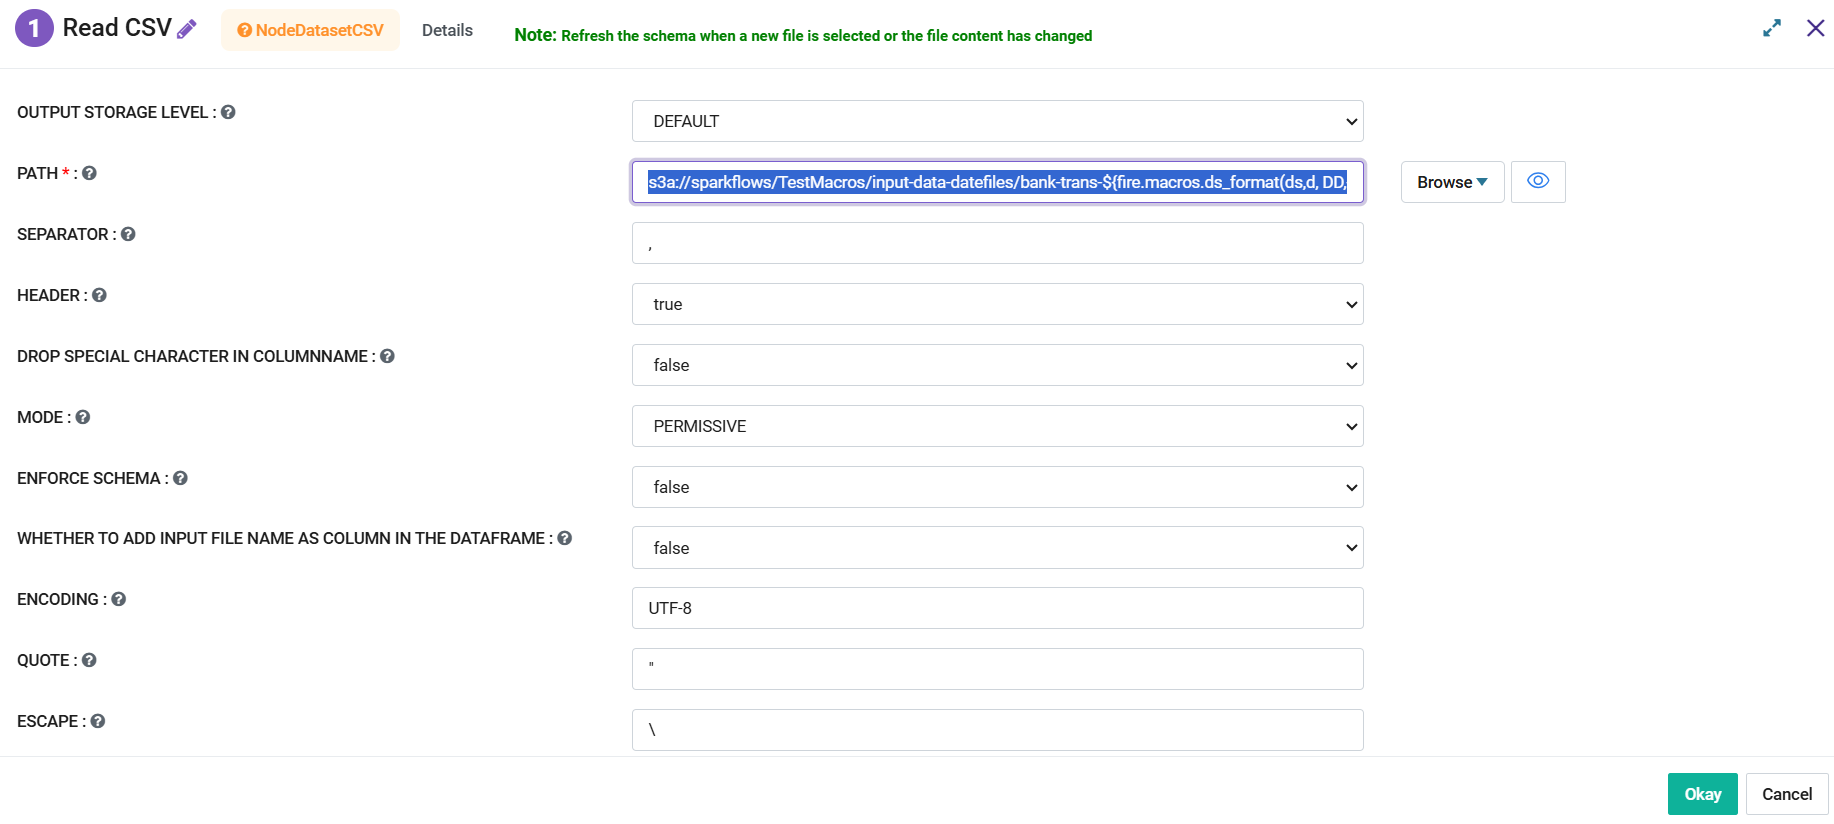 1 Read CSV NodeDatasetCSV Details Note: Refresh the schema when a new file is selected or the file content has changed
OUTPUT STORAGE LEVEL : DEFAULT
PATH * : s3a://sparkflows/TestMacros/input-data-datefiles/bank-trans-${fire.macros.ds_format(ds,d, DD, Browse
SEPARATOR : ,
HEADER : true
DROP SPECIAL CHARACTER IN COLUMNNAME : false
MODE : PERMISSIVE
ENFORCE SCHEMA : false
WHETHER TO ADD INPUT FILE NAME AS COLUMN IN THE DATAFRAME : false
ENCODING : UTF-8
QUOTE : "
ESCAPE : \
Okay Cancel